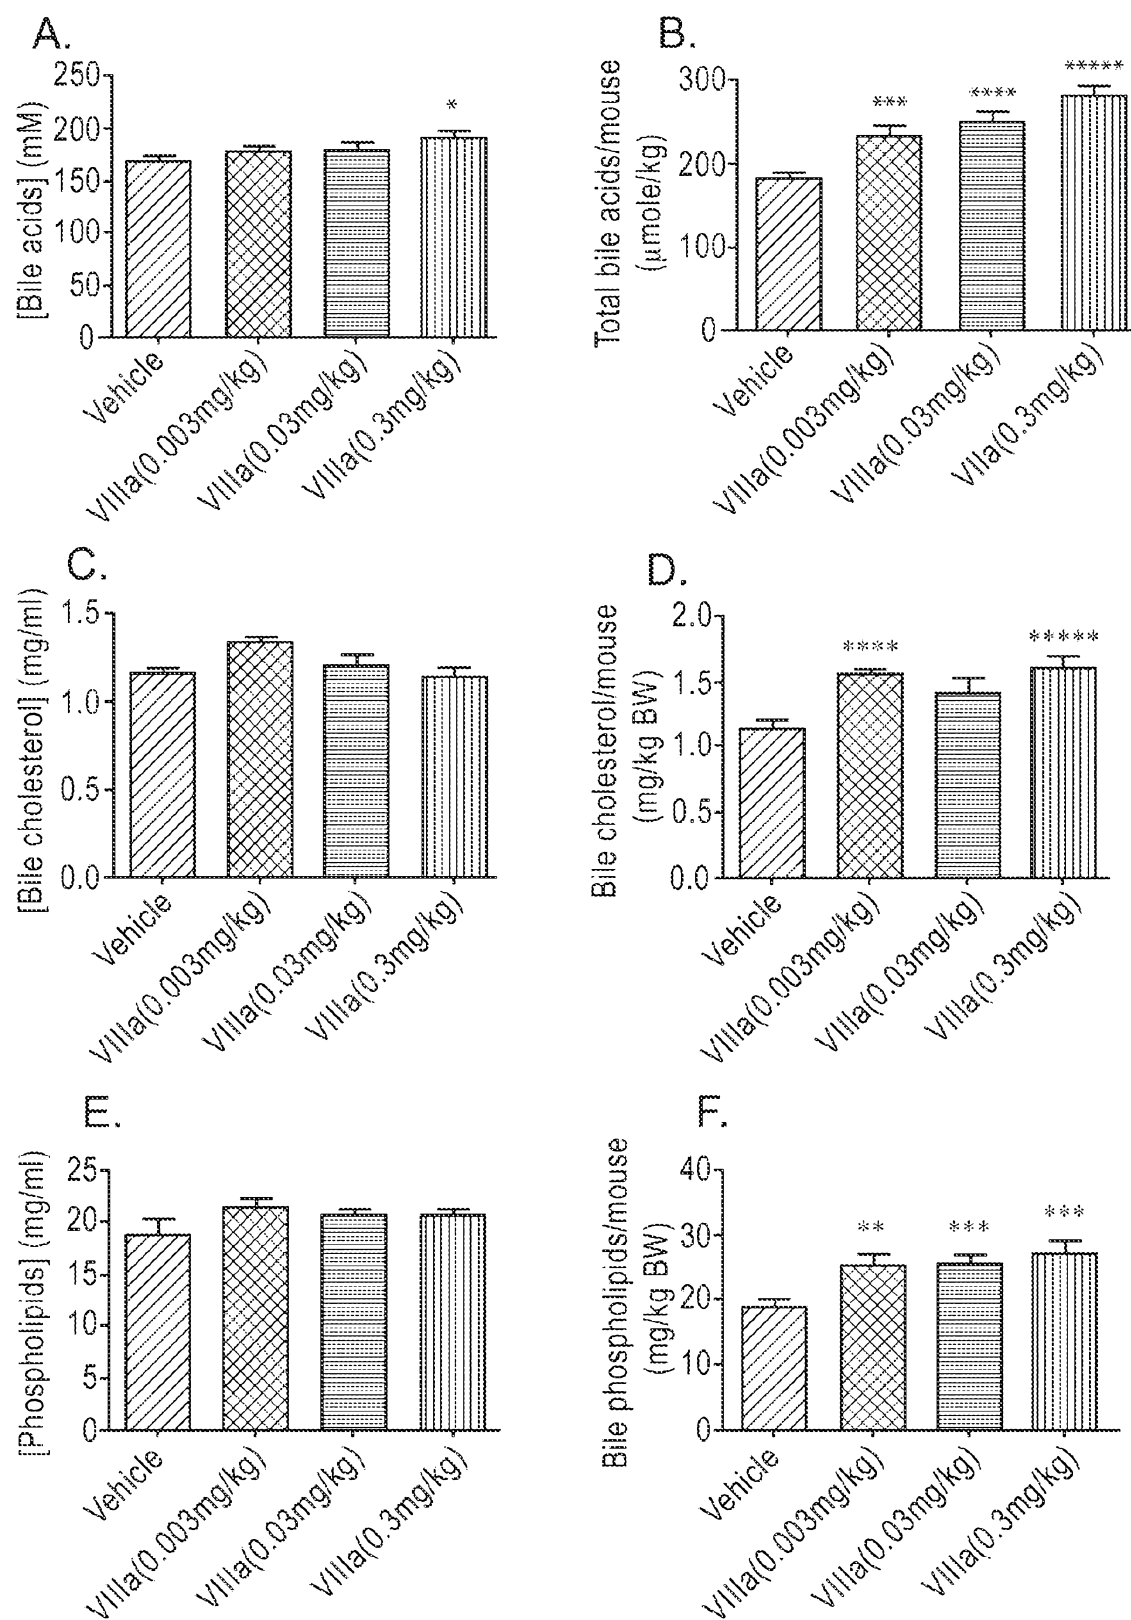 A.
[Bile acids] (mM)
250
200
150
100
50
0
*
Vehicle
VIIIa(0.003mg/kg)
VIIIa(0.03mg/kg)
VIIIa(0.3mg/kg)
B.
Total bile acids/mouse
(μmole/kg)
300
200
100
0
***
****
*****
Vehicle
VIIIa(0.003mg/kg)
VIIIa(0.03mg/kg)
VIIa(0.3mg/kg)
C.
[Bile cholesterol] (mg/ml)
1.5
1.0
0.5
0.0
Vehicle
VIIIa(0.003mg/kg)
VIIIa(0.03mg/kg)
VIIIa(0.3mg/kg)
D.
Bile cholesterol/mouse
(mg/kg BW)
2.0
1.5
1.0
0.5
0.0
****
*****
Vehicle
VIIIa(0.003mg/kg)
VIIIa(0.03mg/kg)
VIIIa(0.3mg/kg)
E.
[Phospholipids] (mg/ml)
25
20
15
10
5
0
Vehicle
VIIIa(0.003mg/kg)
VIIIa(0.03mg/kg)
VIIIa(0.3mg/kg)
F.
Bile phospholipids/mouse
(mg/kg BW)
40
30
20
10
0
**
***
***
Vehicle
VIIIa(0.003mg/kg)
VIIIa(0.03mg/kg)
VIIIa(0.3mg/kg)